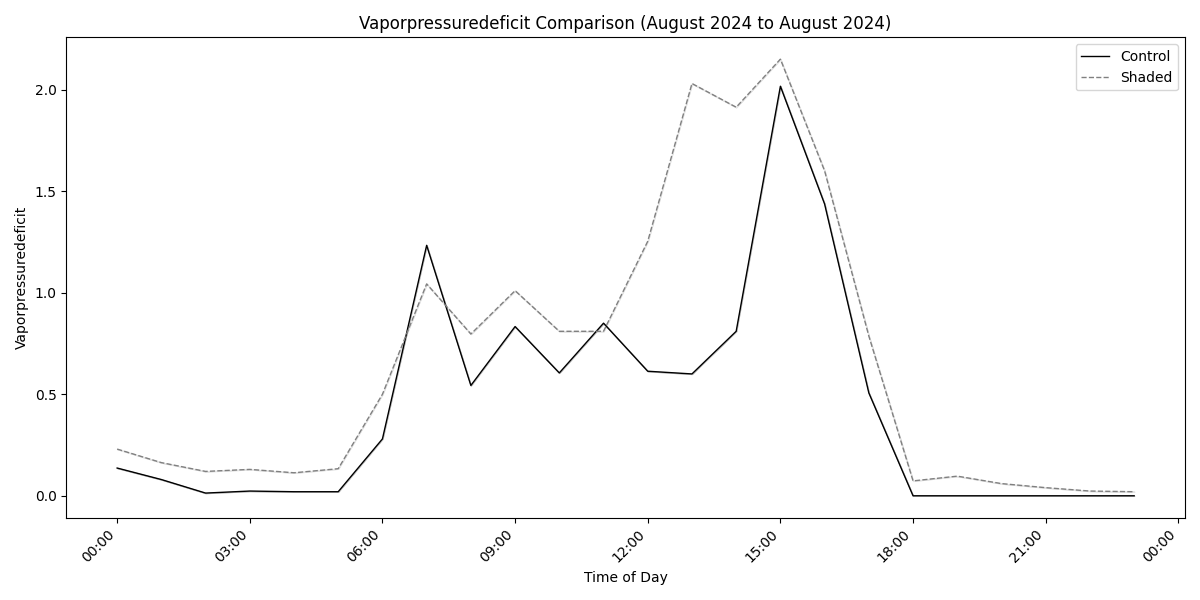 Vaporpressuredeficit Comparison (August 2024 to August 2024)
Control
Shaded
2.0
1.5
1.0
0.5
0.0
Vaporpressuredeficit
00:00
03:00
06:00
09:00
12:00
15:00
18:00
21:00
00:00
Time of Day